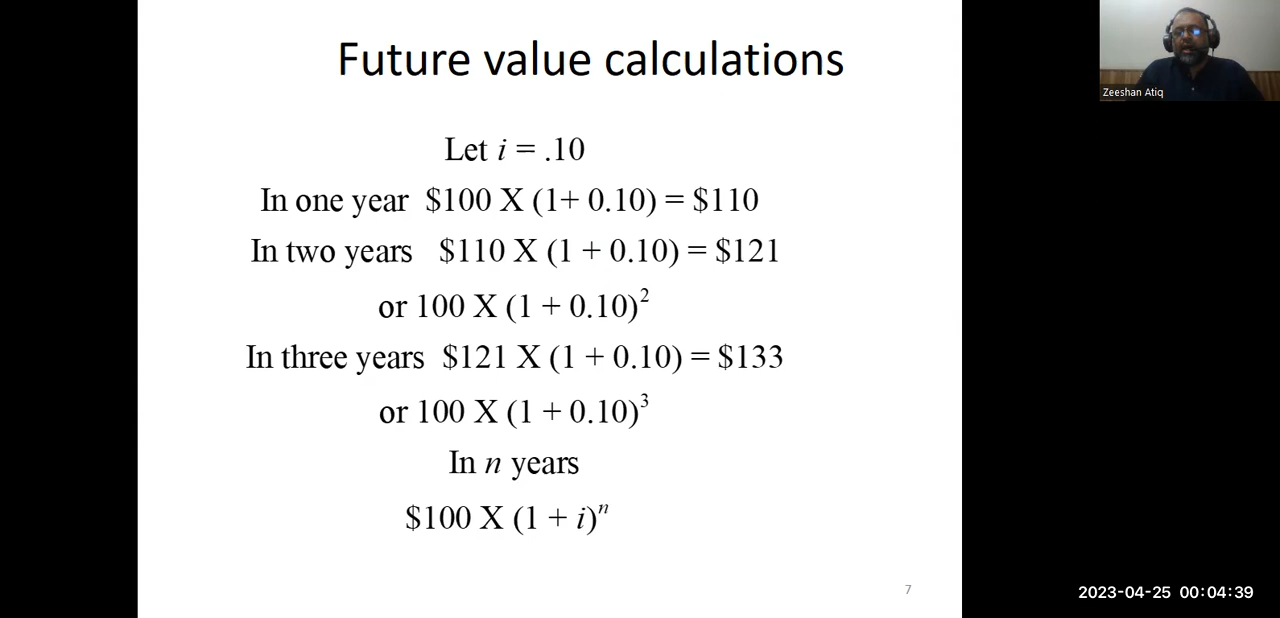 Future value calculations
Zeeshan Atiq
Let i = .10
In one year $100 X (1+ 0.10) = $110
In two years $110 X (1 + 0.10) = $121
or 100 X (1 + 0.10)²
In three years $121 X (1 + 0.10) = $133
or 100 X (1 + 0.10)³
In n years
$100 X (1 + i)ⁿ
7
2023-04-25 00:04:39